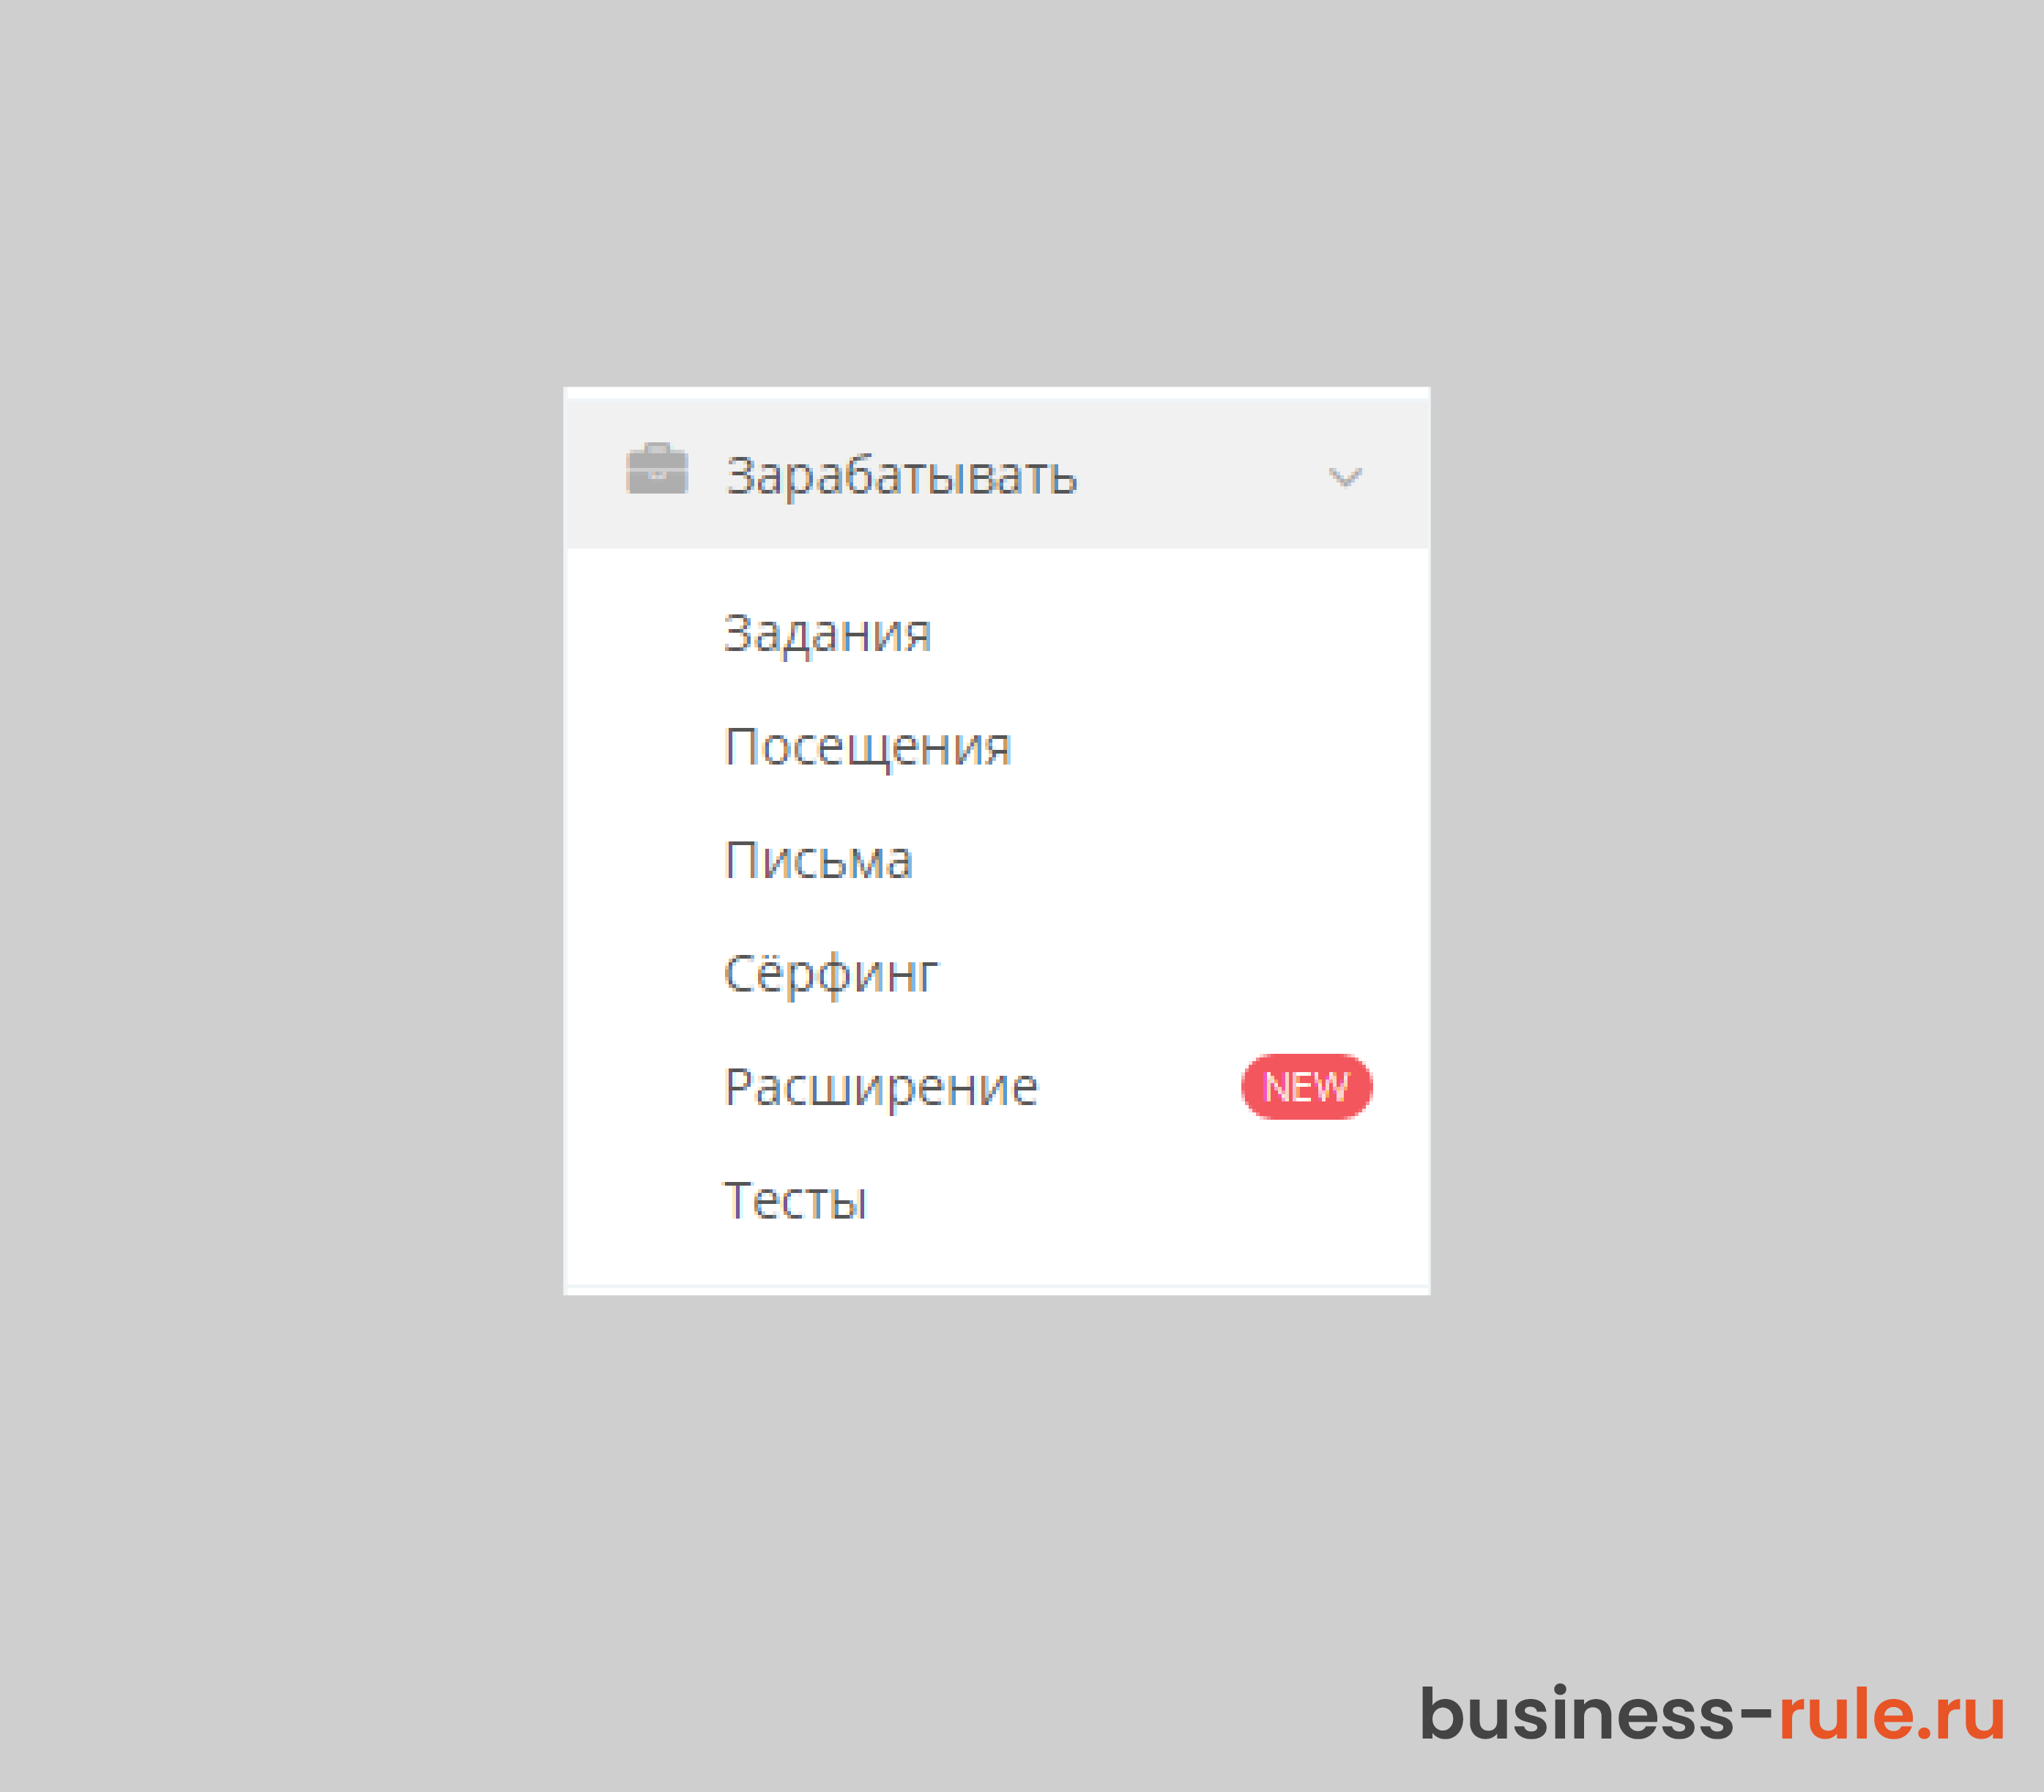 Зарабатывать
Задания
Посещения
Письма
Сёрфинг
Расширение NEW
Тесты
business-rule.ru